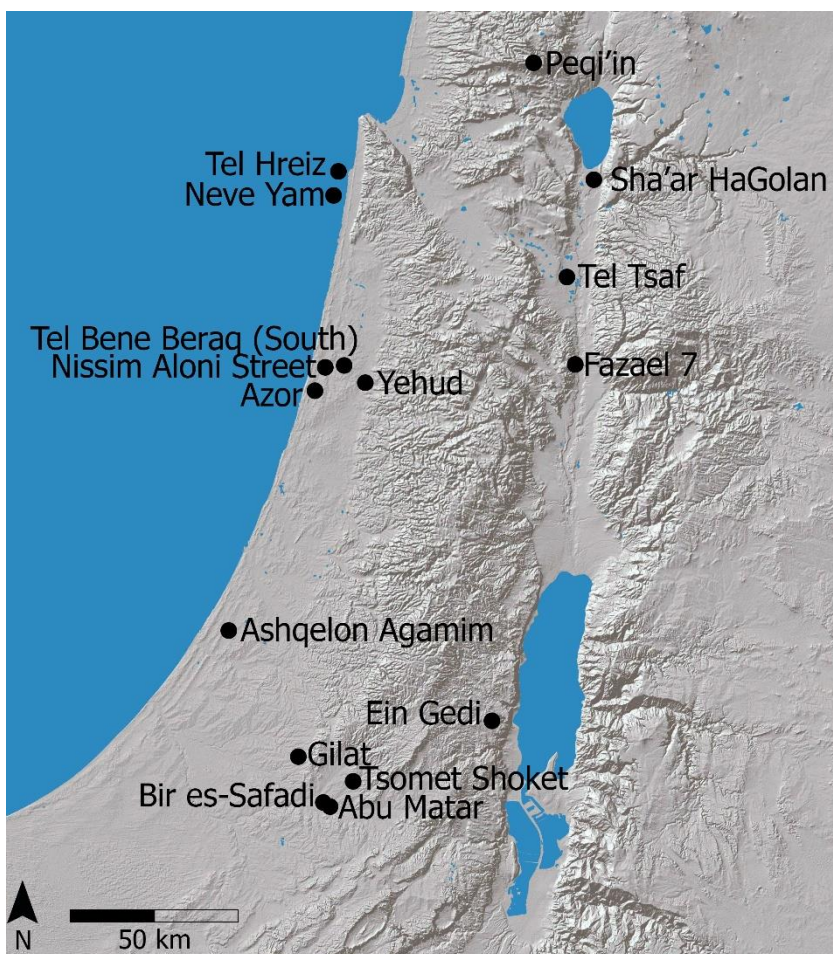 Peqi'in
Tel Hreiz
Sha'ar HaGolan
Neve Yam
Tel Tsaf
Tel Bene Beraq (South)
Nissim Aloni Street
Fazael 7
Yehud
Azor
Ashqelon Agamim
Ein Gedi
Gilat
Tsomet Shoket
Bir es-Safadi
Abu Matar
N
50 km